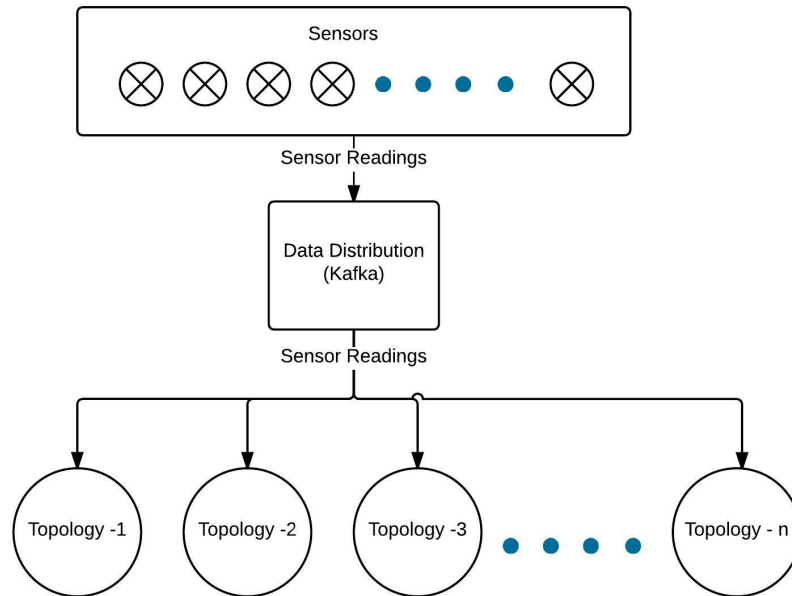 Sensors
Sensor Readings
Data Distribution
(Kafka)
Sensor Readings
Topology -1
Topology -2
Topology -3
Topology - n